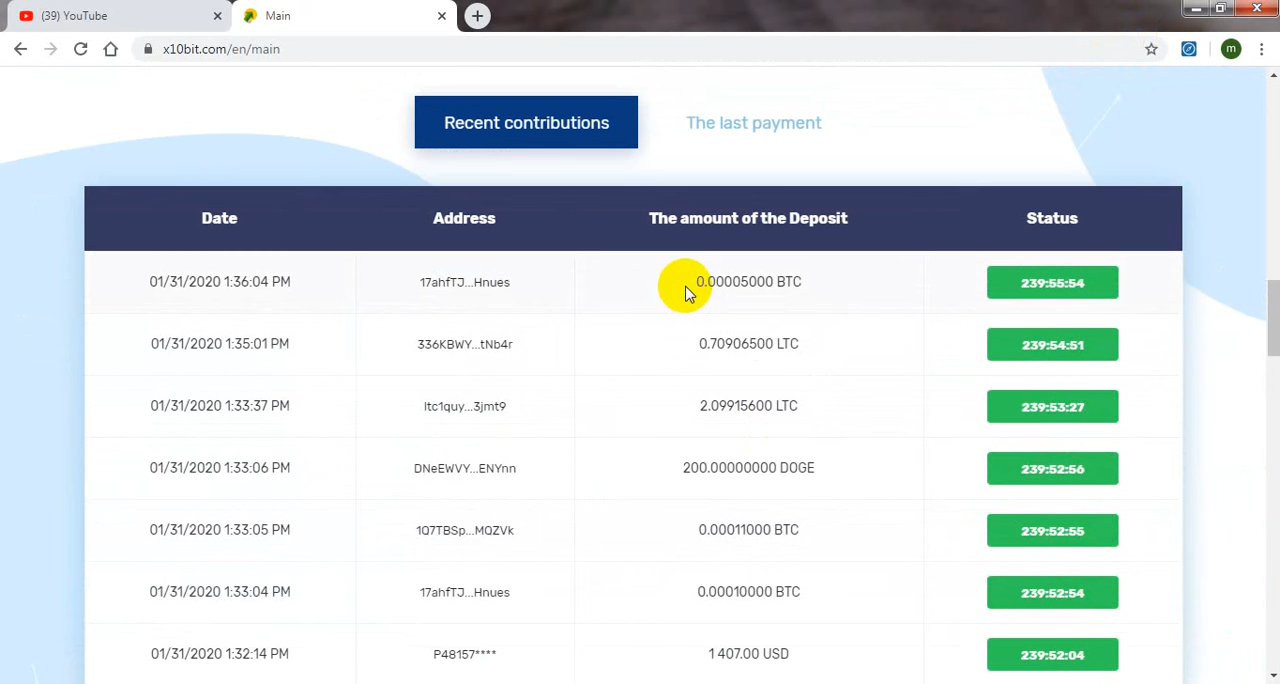 (39) YouTube
Main
x10bit.com/en/main
m
Recent contributions
The last payment
Date Address The amount of the Deposit Status
01/31/2020 1:36:04 PM 17ahfTJ...Hnues 0.00005000 BTC 239:55:54
01/31/2020 1:35:01 PM 336KBWY...tNb4r 0.70906500 LTC 239:54:51
01/31/2020 1:33:37 PM ltc1quy...3jmt9 2.09915600 LTC 239:53:27
01/31/2020 1:33:06 PM DNeEWVY...ENYnn 200.00000000 DOGE 239:52:56
01/31/2020 1:33:05 PM 1Q7TBSp...MQZVk 0.00011000 BTC 239:52:55
01/31/2020 1:33:04 PM 17ahfTJ...Hnues 0.00010000 BTC 239:52:54
01/31/2020 1:32:14 PM P48157**** 1 407.00 USD 239:52:04